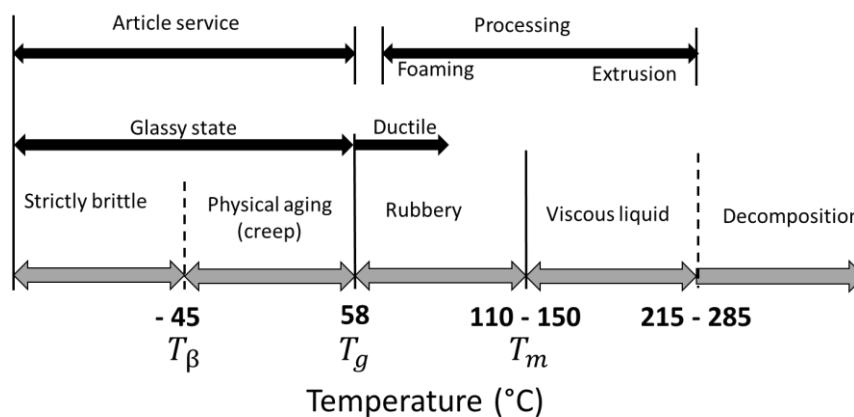 Article service
Processing
Foaming
Extrusion
Glassy state
Ductile
Strictly brittle
Physical aging
(creep)
Rubbery
Viscous liquid
Decomposition
- 45
58
110 - 150
215 - 285
Tβ
Tg
Tm
Temperature (°C)